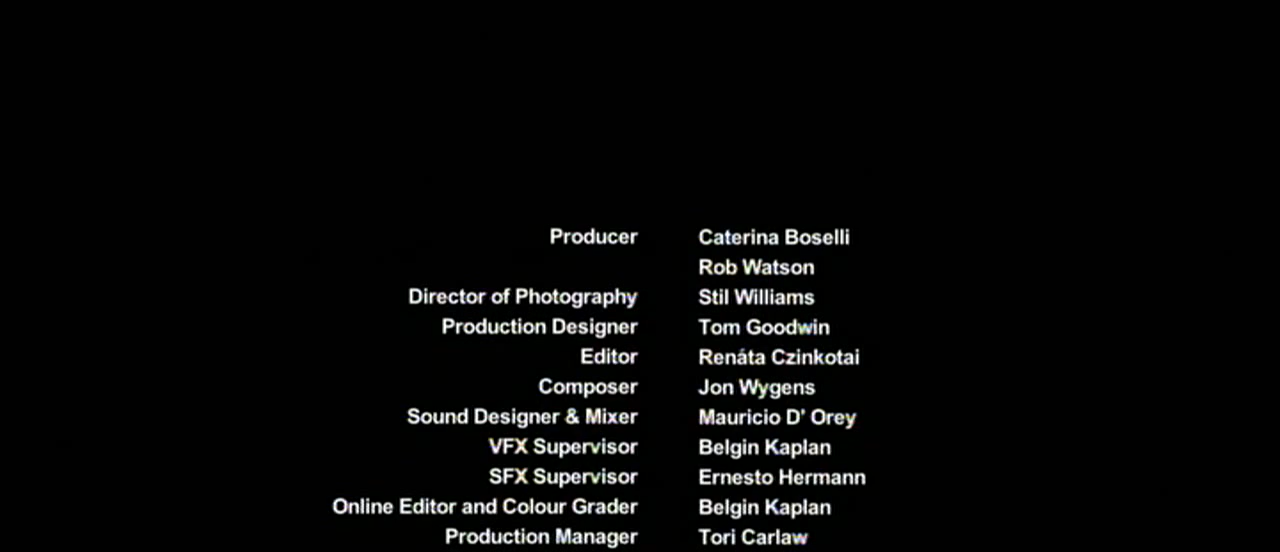 Producer Caterina Boselli
Rob Watson
Director of Photography Stil Williams
Production Designer Tom Goodwin
Editor Renáta Czinkotai
Composer Jon Wygens
Sound Designer & Mixer Mauricio D' Orey
VFX Supervisor Belgin Kaplan
SFX Supervisor Ernesto Hermann
Online Editor and Colour Grader Belgin Kaplan
Production Manager Tori Carlaw